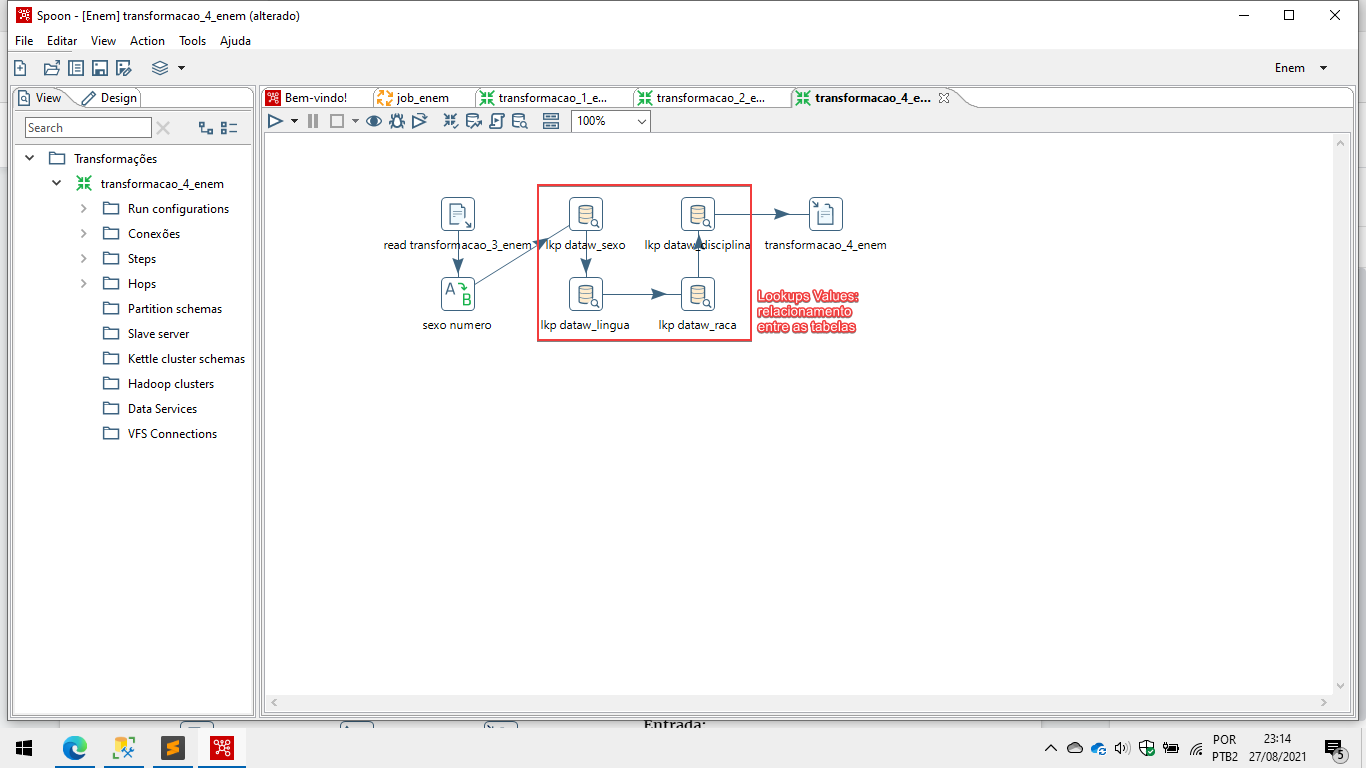 Spoon - [Enem] transformacao_4_enem (alterado)
File Editar View Action Tools Ajuda
Enem
View Design
Bem-vindo! job_enem transformacao_1_e... transformacao_2_e... transformacao_4_e...
Search
100%
Transformações
transformacao_4_enem
Run configurations
Conexões
Steps
Hops
Partition schemas
Slave server
Kettle cluster schemas
Hadoop clusters
Data Services
VFS Connections
read transformacao_3_enem
lkp dataw_sexo
lkp dataw_disciplina
transformacao_4_enem
A B
sexo numero
lkp dataw_lingua
lkp dataw_raca
Lookups Values:
relacionamento
entre as tabelas
Entrada:
POR
PTB2
23:14
27/08/2021
5